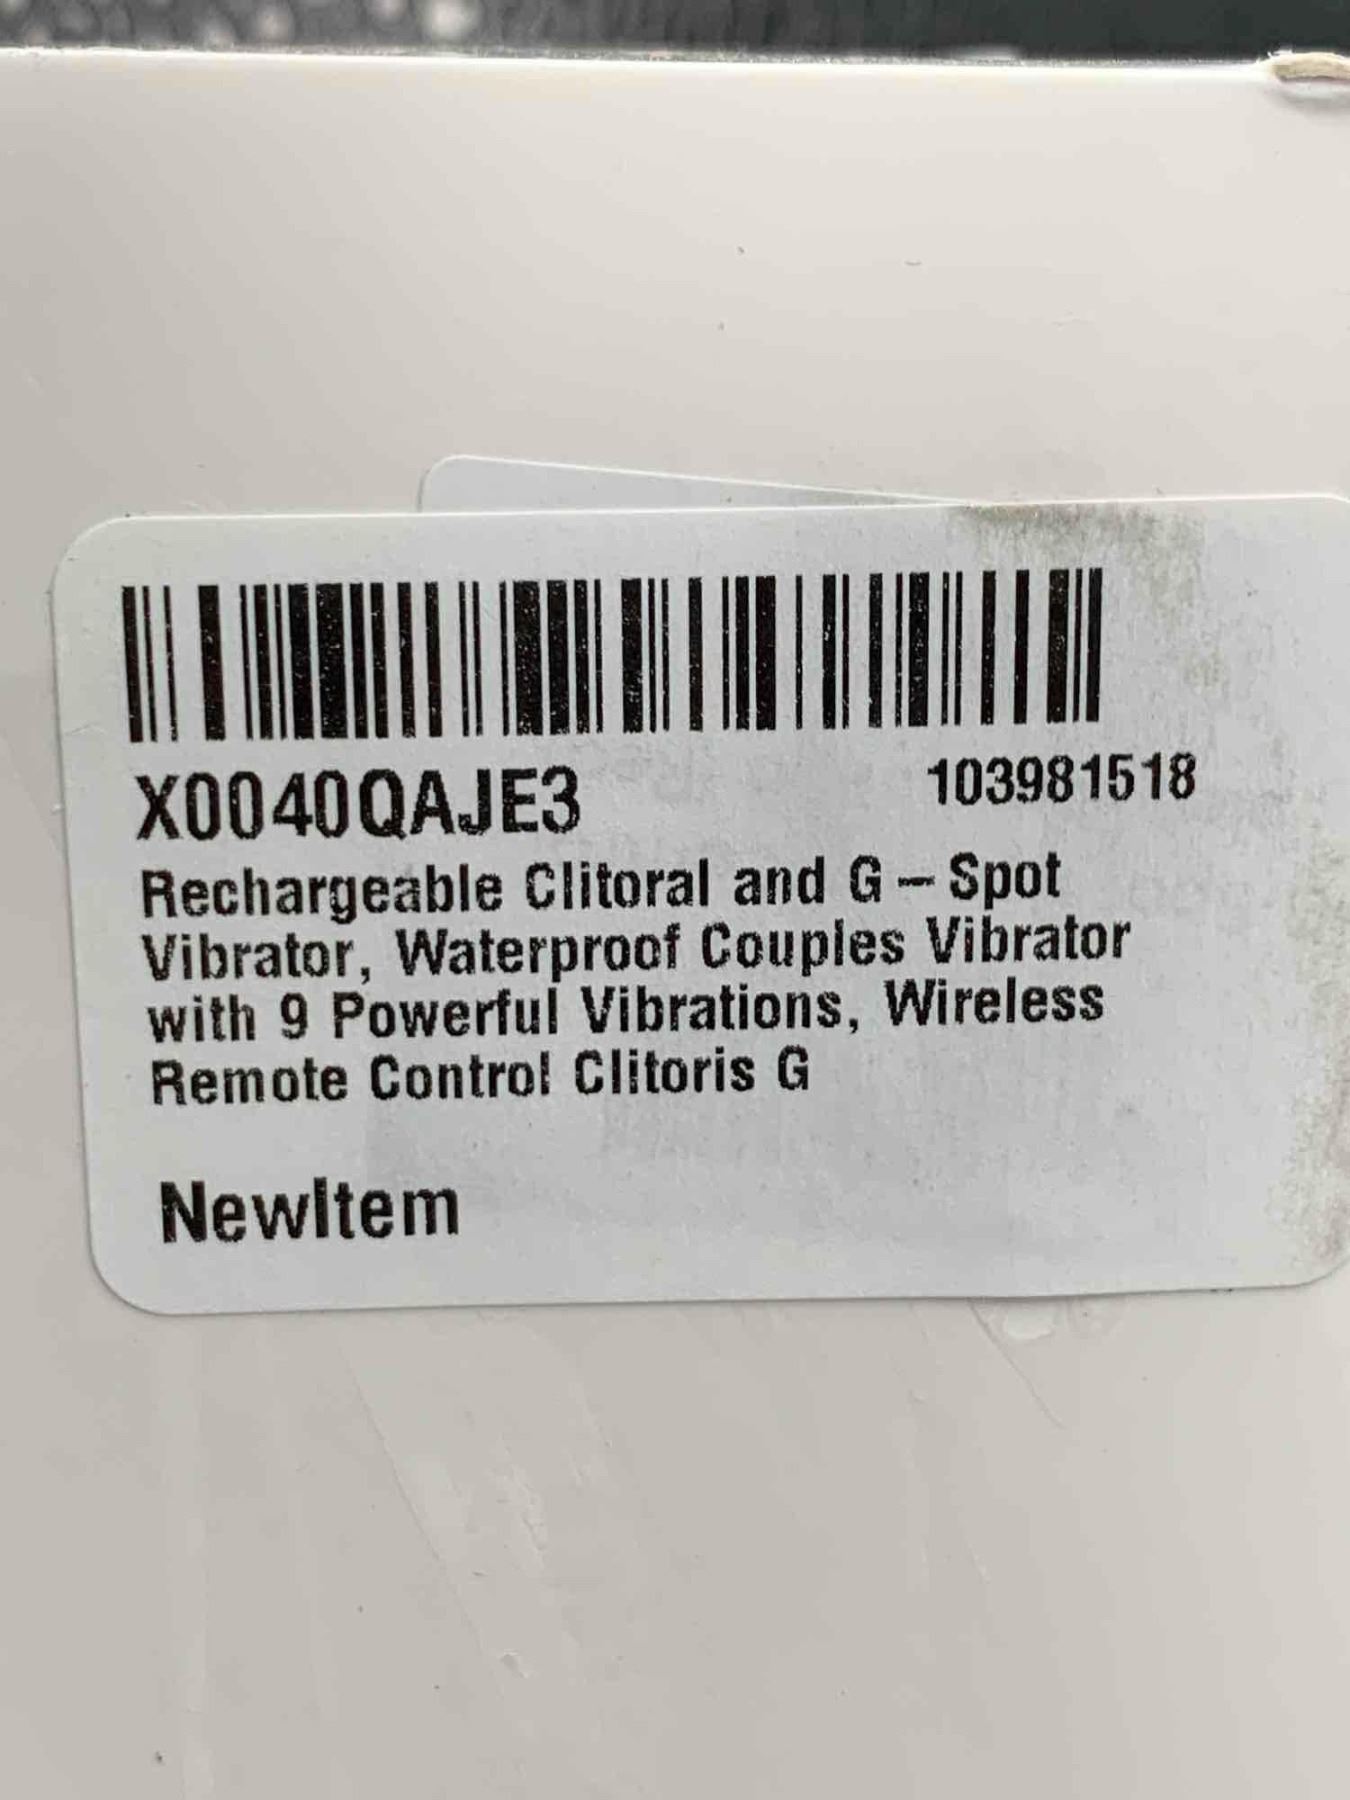 X0040QAJE3 103981518
Rechargeable Clitoral and G – Spot
Vibrator, Waterproof Couples Vibrator
with 9 Powerful Vibrations, Wireless
Remote Control Clitoris G
NewItem